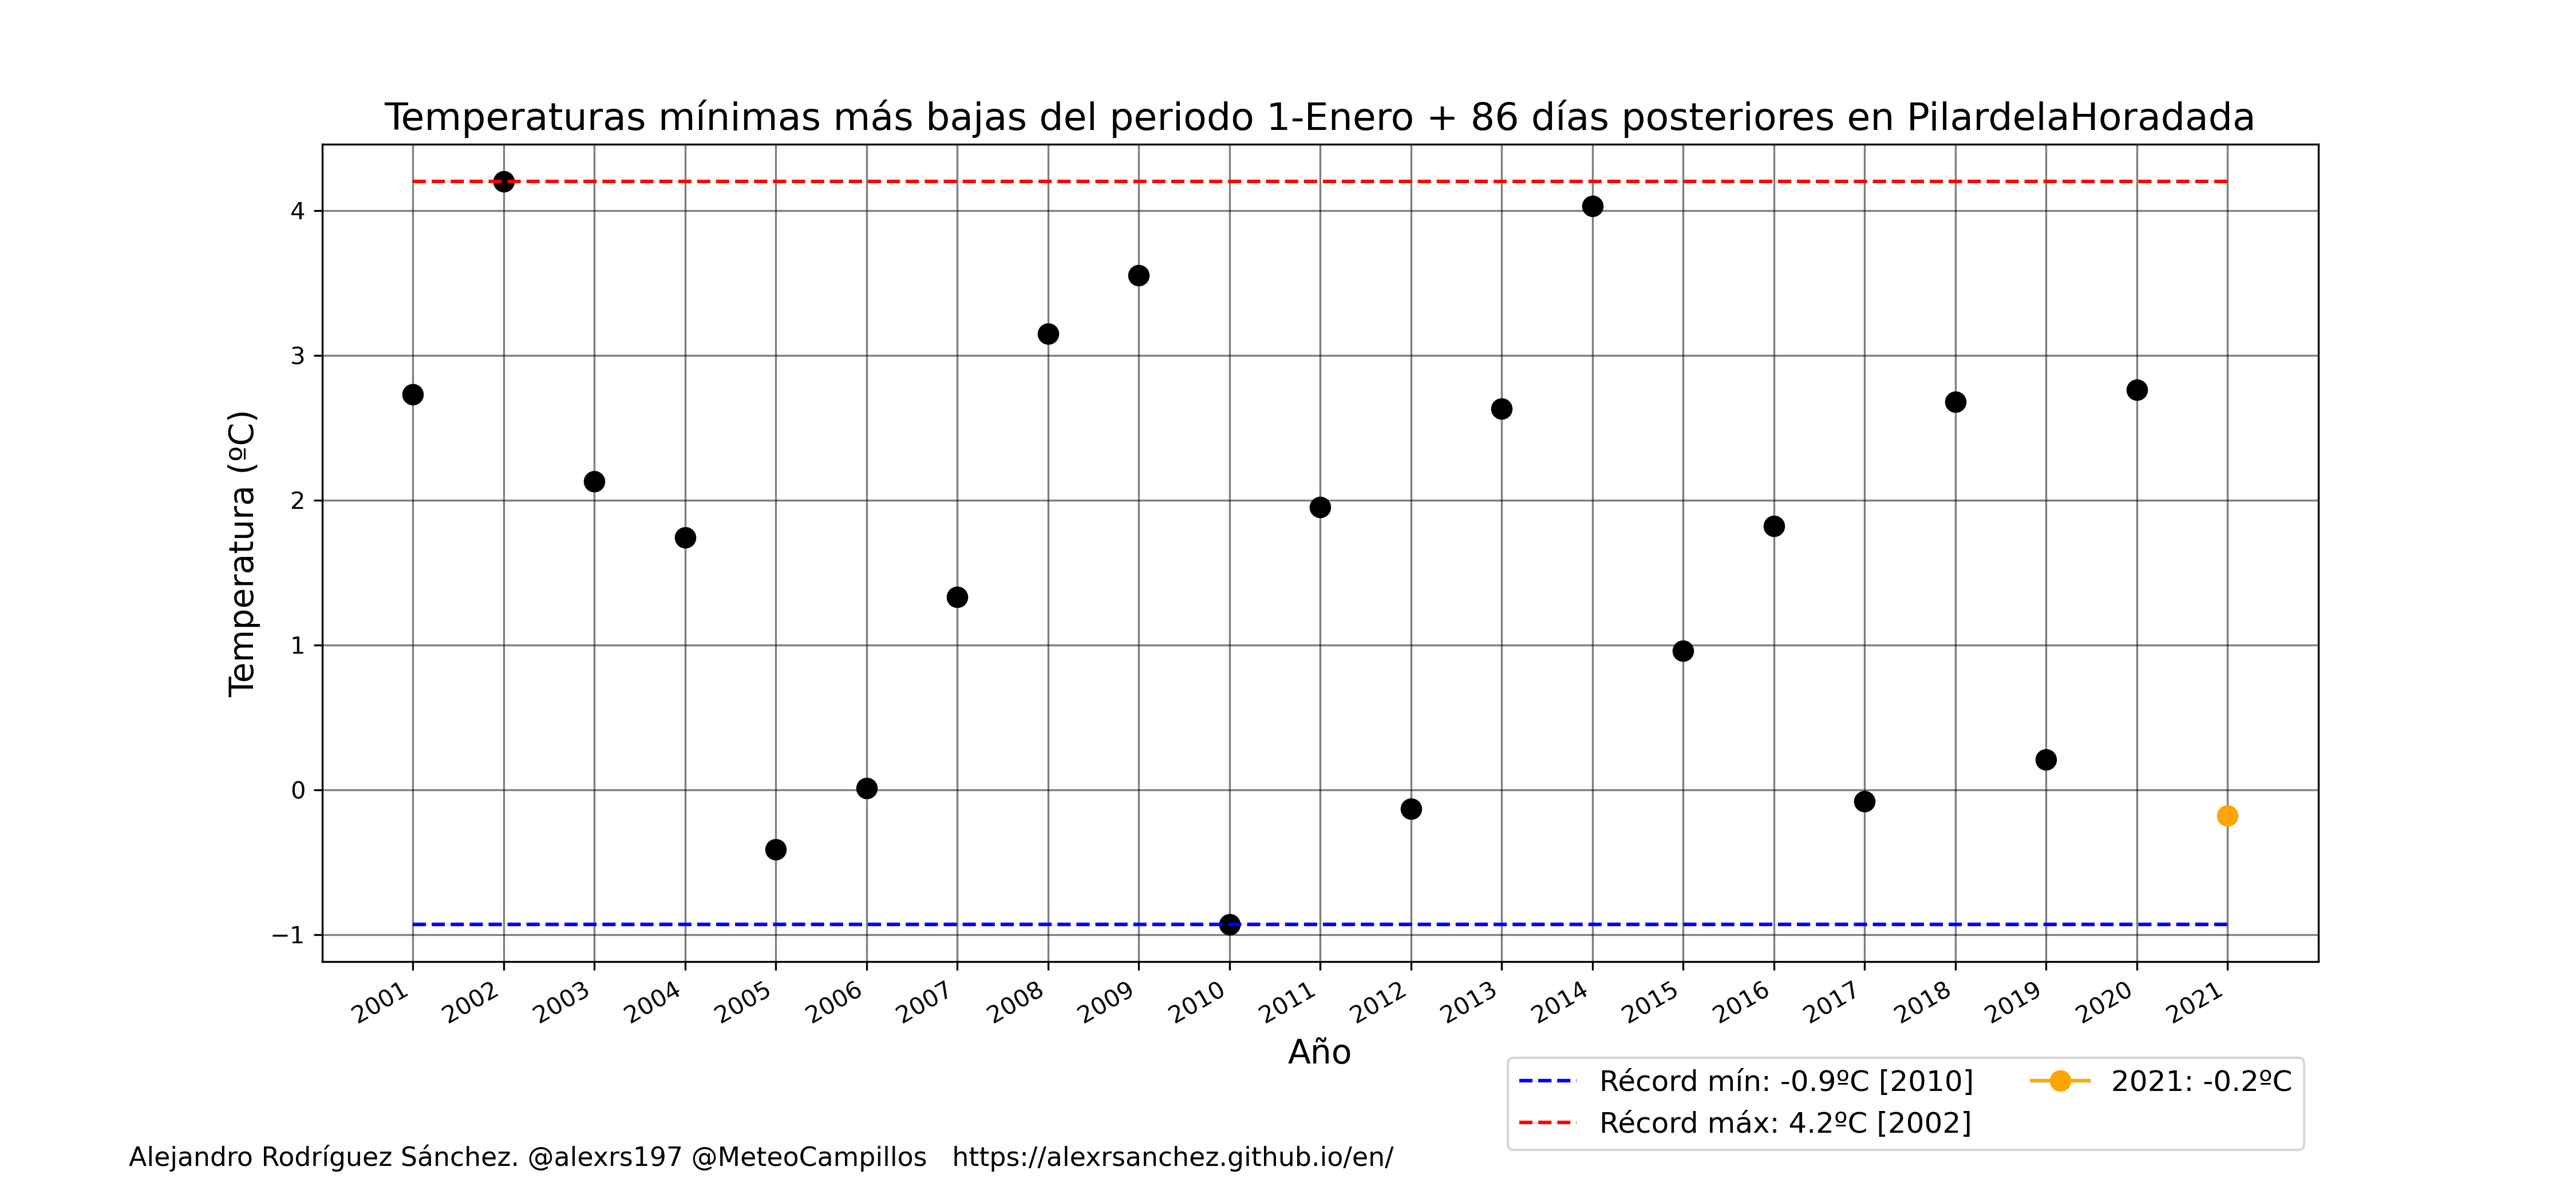 Temperaturas mínimas más bajas del periodo 1-Enero + 86 días posteriores en PilardelaHoradada
Temperatura (ºC)
4
3
2
1
0
−1
2001 2002 2003 2004 2005 2006 2007 2008 2009 2010 2011 2012 2013 2014 2015 2016 2017 2018 2019 2020 2021
Año
Récord mín: -0.9ºC [2010]
Récord máx: 4.2ºC [2002]
2021: -0.2ºC
Alejandro Rodríguez Sánchez. @alexrs197 @MeteoCampillos   https://alexrsanchez.github.io/en/